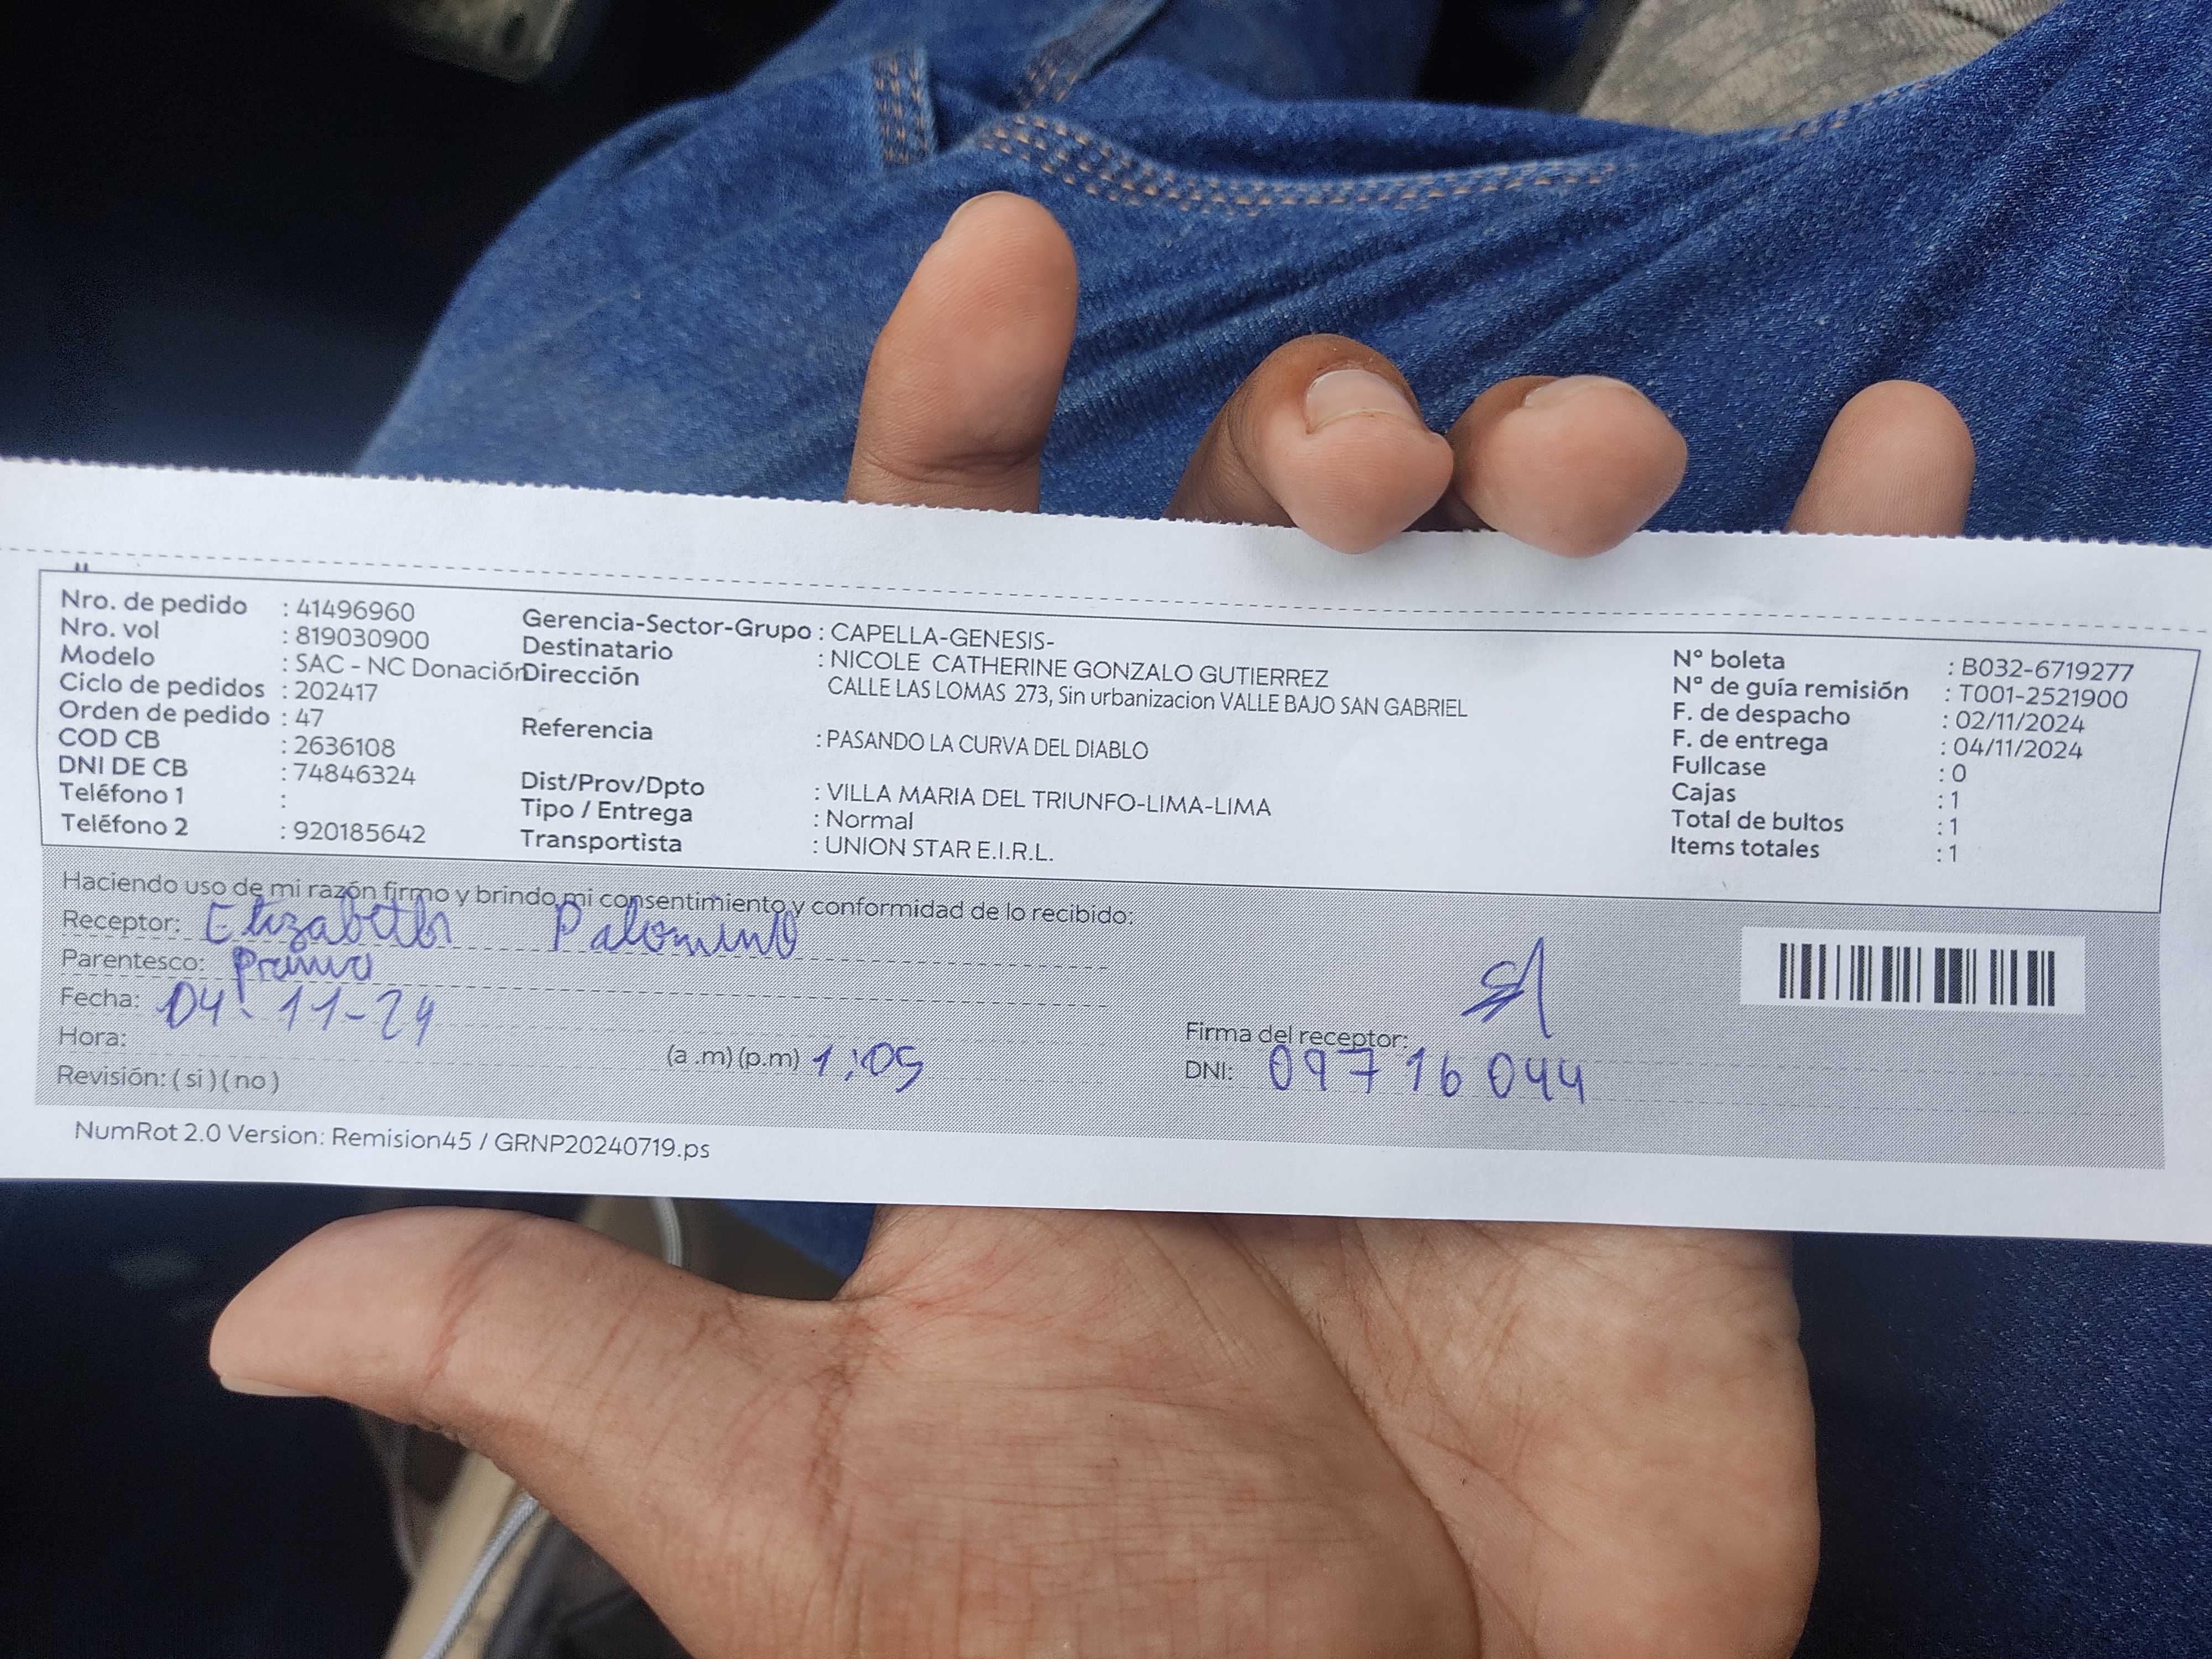 Nro. de pedido : 41496960
Nro. vol : 819030900
Modelo : SAC - NC Donación
Ciclo de pedidos : 202417
Orden de pedido : 47
COD CB : 2636108
DNI DE CB : 74846324
Teléfono 1 :
Teléfono 2 : 920185642
Gerencia-Sector-Grupo : CAPELLA-GENESIS-
Destinatario : NICOLE CATHERINE GONZALO GUTIERREZ
Dirección CALLE LAS LOMAS 273, Sin urbanizacion VALLE BAJO SAN GABRIEL
Referencia : PASANDO LA CURVA DEL DIABLO
Dist/Prov/Dpto : VILLA MARIA DEL TRIUNFO-LIMA-LIMA
Tipo / Entrega : Normal
Transportista : UNION STAR E.I.R.L.
N° boleta : B032-6719277
N° de guía remisión : T001-2521900
F. de despacho : 02/11/2024
F. de entrega : 04/11/2024
Fullcase : 0
Cajas : 1
Total de bultos : 1
Items totales : 1
Haciendo uso de mi razón firmo y brindo mi consentimiento y conformidad de lo recibido:
Receptor: Elizabeth Palomino
Parentesco:
Fecha: 04-11-24
Hora: (a .m) (p.m) 1:05
Revisión: ( si ) ( no )
Firma del receptor:
DNI: 09716044
NumRot 2.0 Version: Remision45 / GRNP20240719.ps